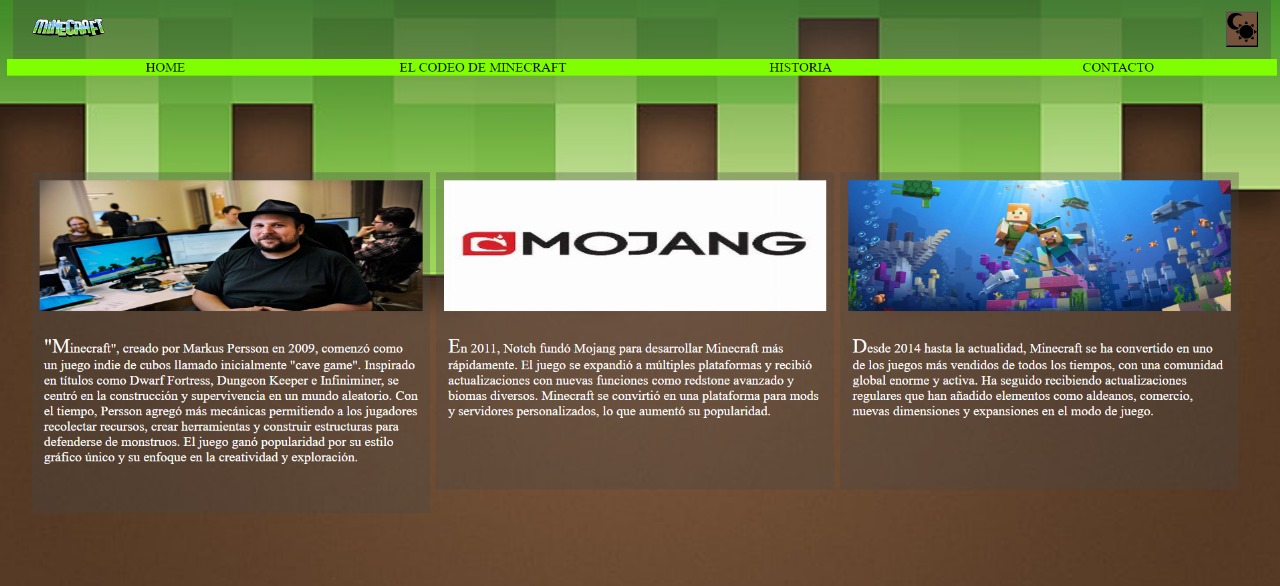 MINECRAFT
HOME
EL CODEO DE MINECRAFT
HISTORIA
CONTACTO
"Minecraft", creado por Markus Persson en 2009, comenzó como
un juego indie de cubos llamado inicialmente "cave game". Inspirado
en títulos como Dwarf Fortress, Dungeon Keeper e Infiniminer, se
centró en la construcción y supervivencia en un mundo aleatorio. Con
el tiempo, Persson agregó más mecánicas permitiendo a los jugadores
recolectar recursos, crear herramientas y construir estructuras para
defenderse de monstruos. El juego ganó popularidad por su estilo
gráfico único y su enfoque en la creatividad y exploración.
MOJANG
En 2011, Notch fundó Mojang para desarrollar Minecraft más
rápidamente. El juego se expandió a múltiples plataformas y recibió
actualizaciones con nuevas funciones como redstone avanzado y
biomas diversos. Minecraft se convirtió en una plataforma para mods
y servidores personalizados, lo que aumentó su popularidad.
Desde 2014 hasta la actualidad, Minecraft se ha convertido en uno
de los juegos más vendidos de todos los tiempos, con una comunidad
global enorme y activa. Ha seguido recibiendo actualizaciones
regulares que han añadido elementos como aldeanos, comercio,
nuevas dimensiones y expansiones en el modo de juego.